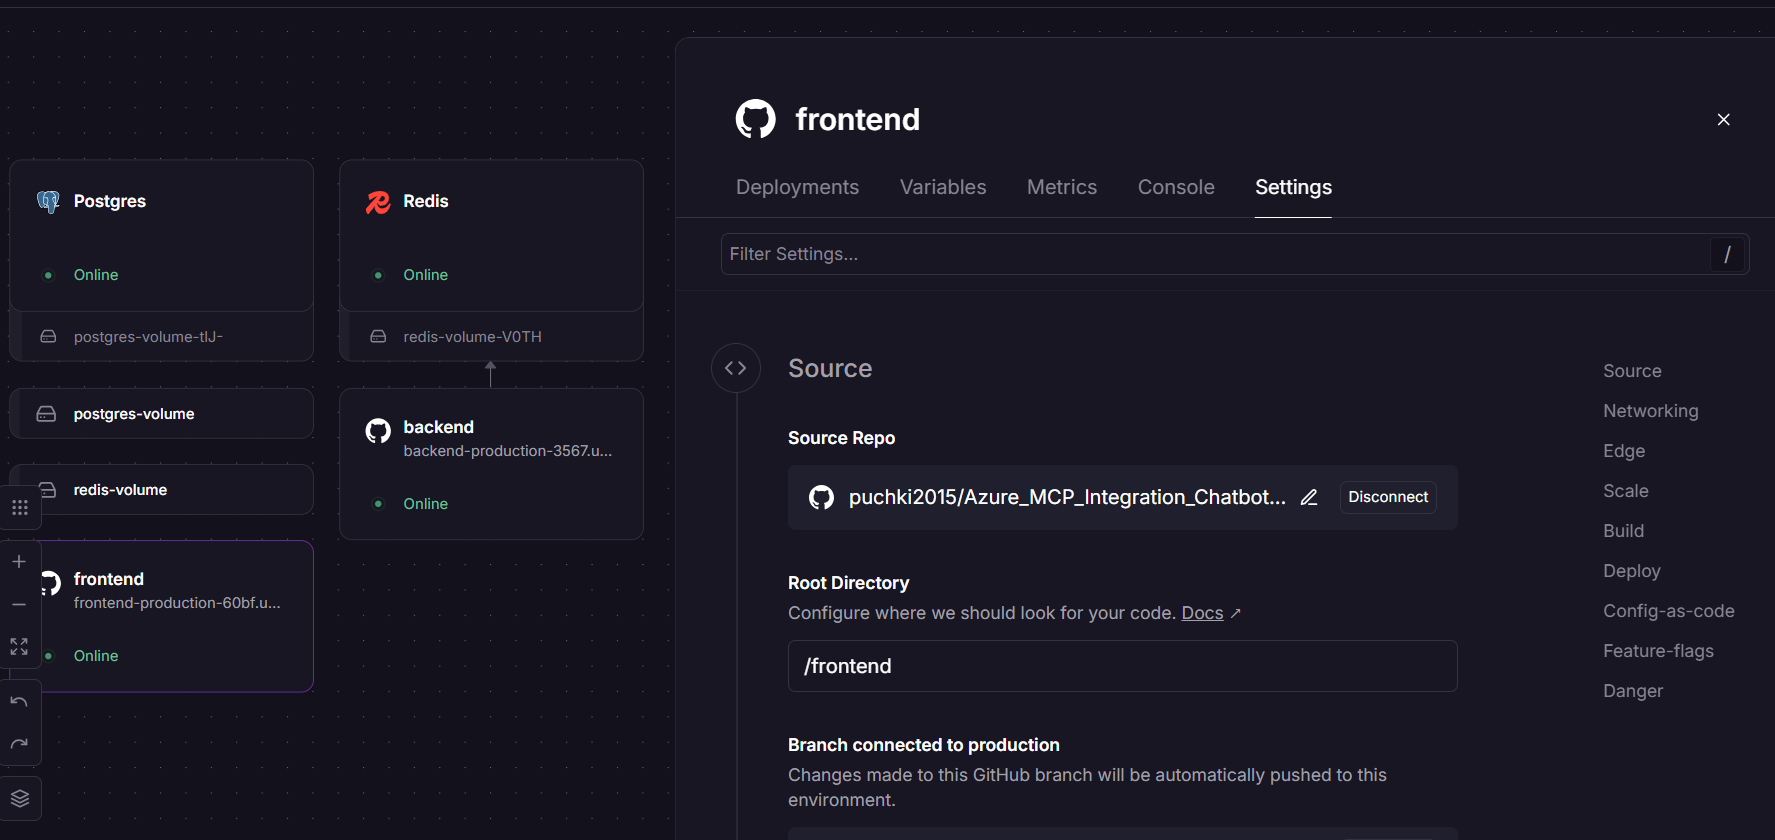 Postgres
Online
postgres-volume-tIJ-
Redis
Online
redis-volume-V0TH
postgres-volume
redis-volume
backend
backend-production-3567.u...
Online
frontend
frontend-production-60bf.u...
Online
frontend
Deployments
Variables
Metrics
Console
Settings
Filter Settings...
/
Source
Source Repo
puchki2015/Azure_MCP_Integration_Chatbot...
Disconnect
Root Directory
Configure where we should look for your code. Docs ↗
/frontend
Branch connected to production
Changes made to this GitHub branch will be automatically pushed to this
environment.
Source
Networking
Edge
Scale
Build
Deploy
Config-as-code
Feature-flags
Danger